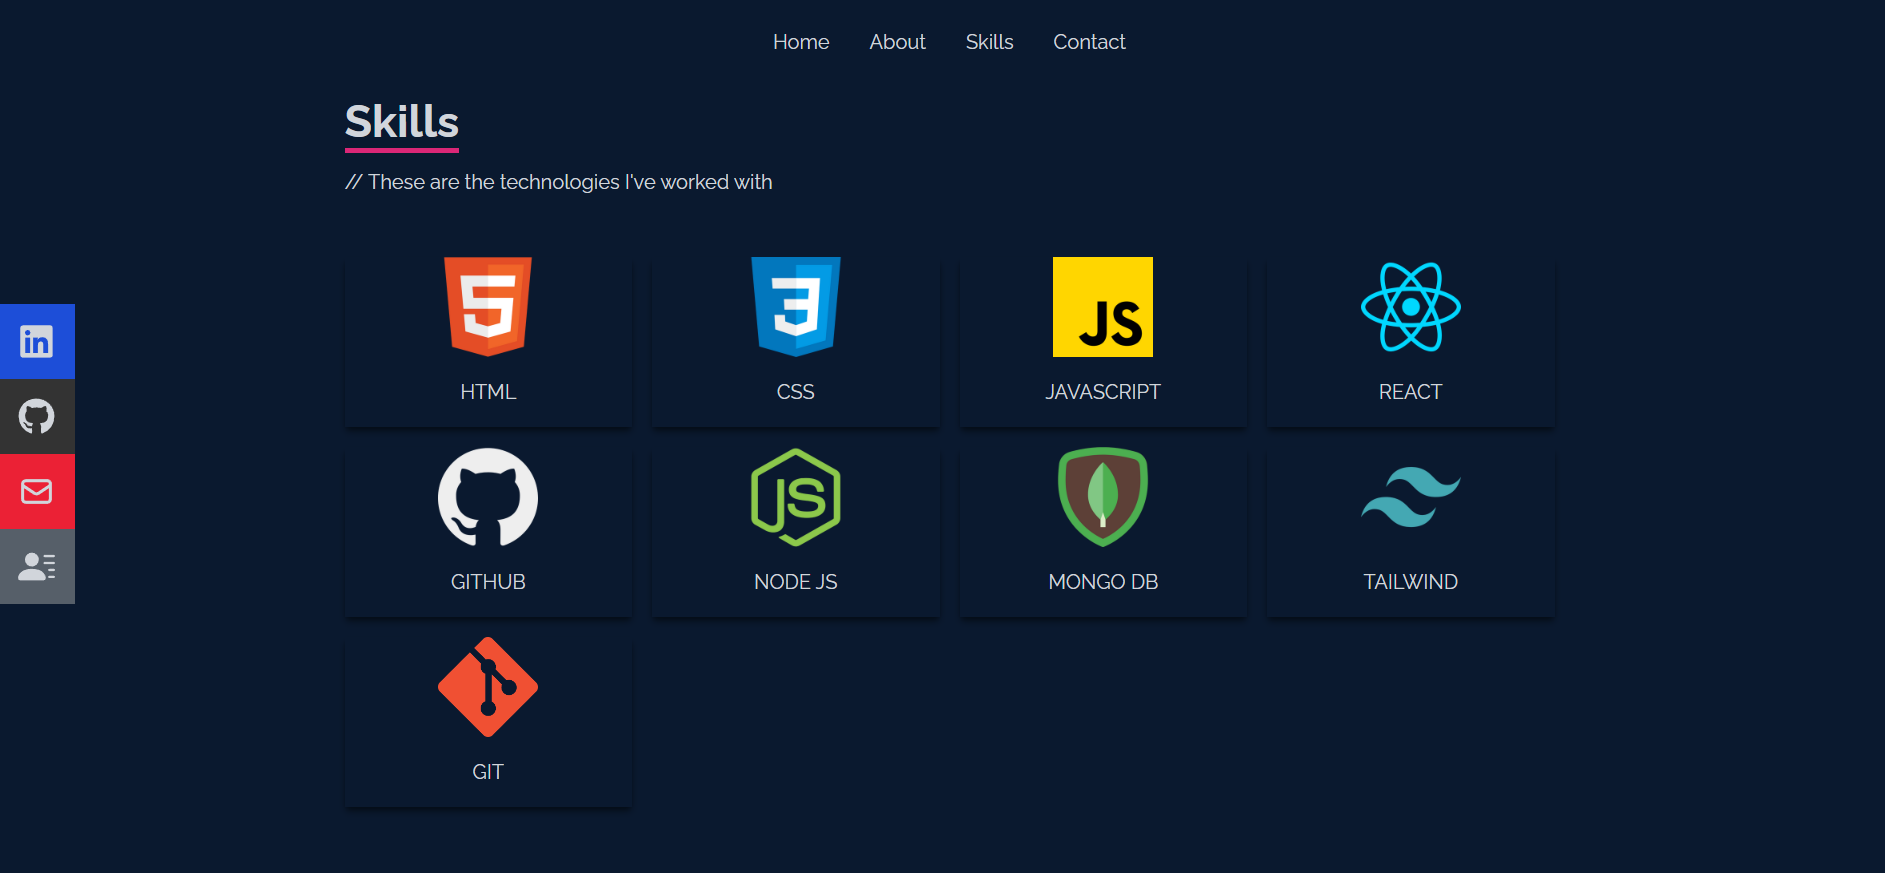 Home About Skills Contact
Skills
// These are the technologies I've worked with
5 3 JS
HTML CSS JAVASCRIPT REACT
in
JS
GITHUB NODE JS MONGO DB TAILWIND
GIT